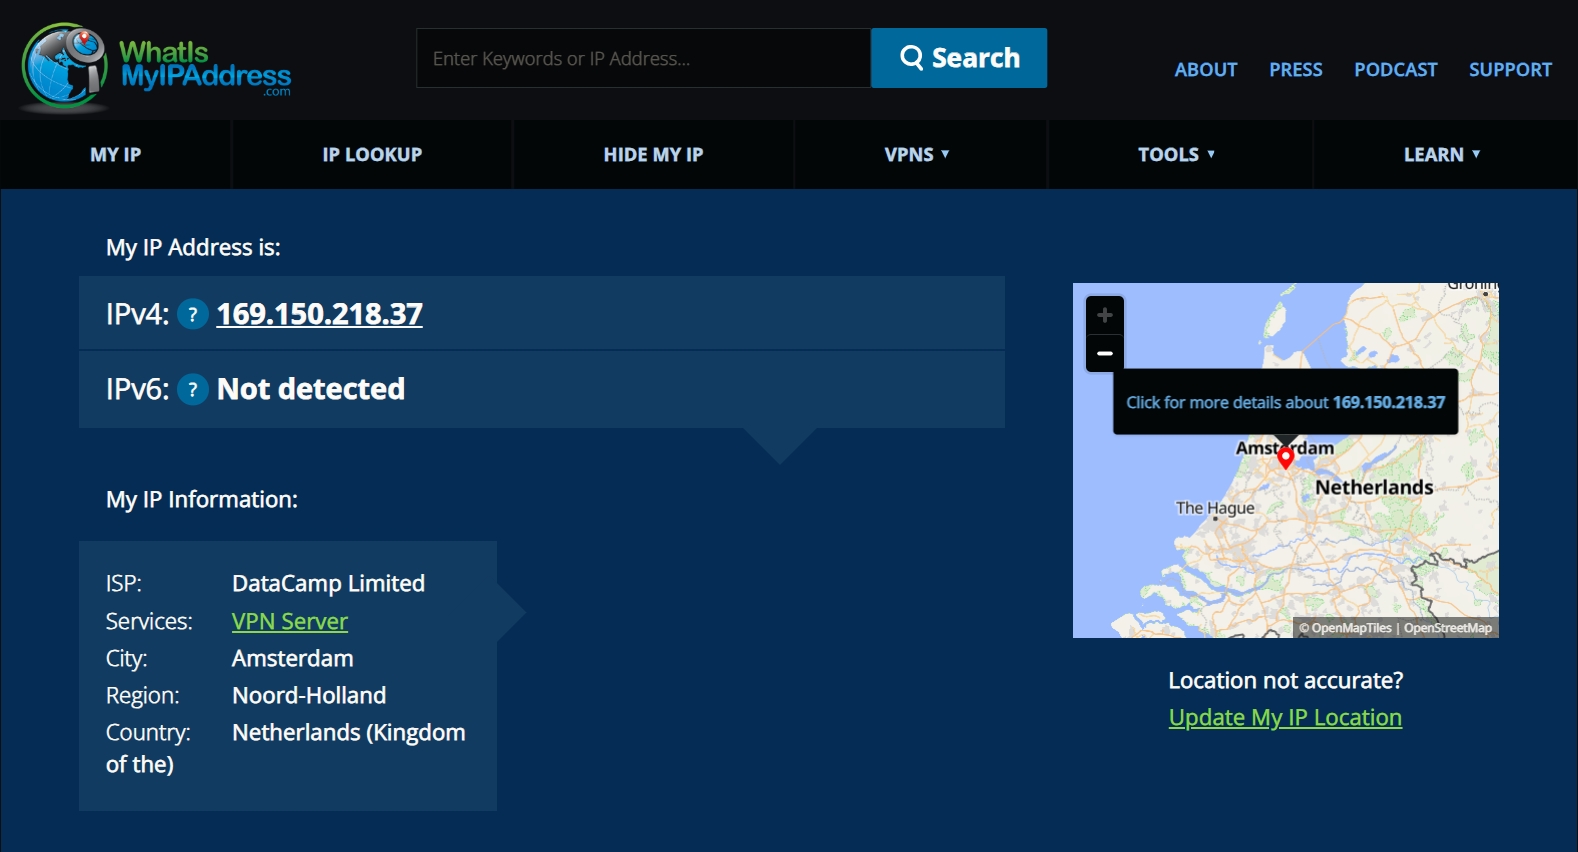 WhatIs
MyIPAddress
.com
Enter Keywords or IP Address...
Search
ABOUT
PRESS
PODCAST
SUPPORT
MY IP
IP LOOKUP
HIDE MY IP
VPNS ▼
TOOLS ▼
LEARN ▼
My IP Address is:
IPv4: ? 169.150.218.37
IPv6: ? Not detected
My IP Information:
ISP: DataCamp Limited
Services: VPN Server
City: Amsterdam
Region: Noord-Holland
Country: Netherlands (Kingdom
of the)
+
−
Click for more details about 169.150.218.37
Amsterdam
Netherlands
The Hague
© OpenMapTiles | OpenStreetMap
Location not accurate?
Update My IP Location